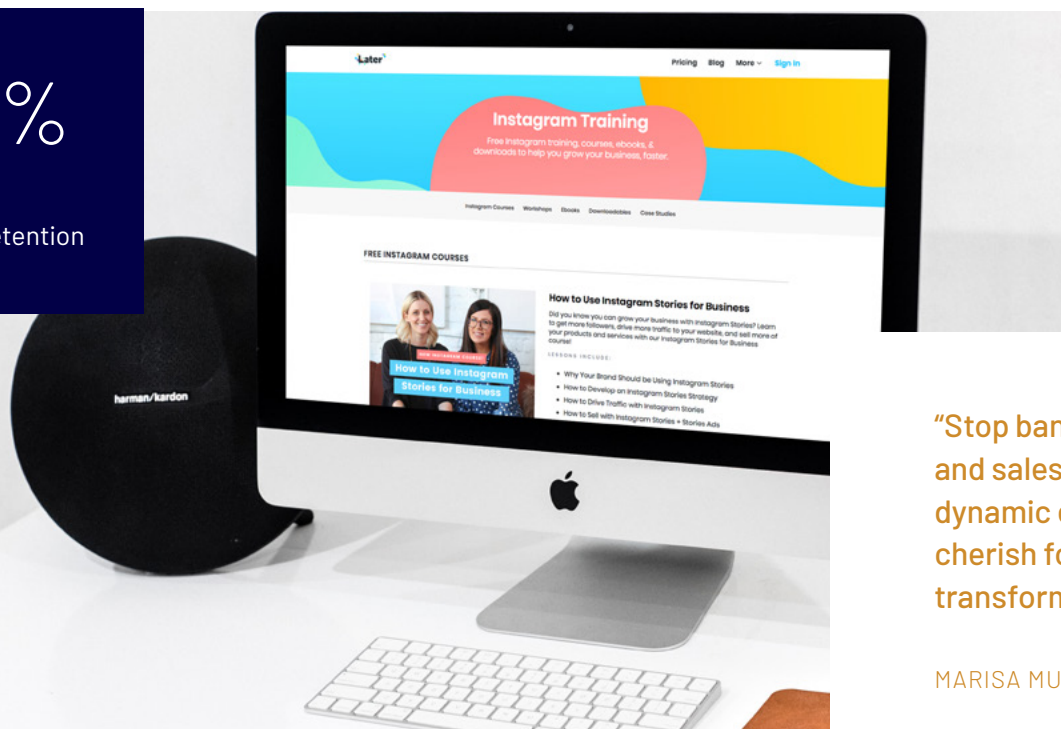 %
etention
Later
Pricing Blog More Sign In
Instagram Training
Free Instagram training, courses, ebooks, &
downloads to help you grow your business, faster.
Instagram Courses Workshops Ebooks Downloadables Case Studies
FREE INSTAGRAM COURSES
NEW INSTAGRAM COURSE:
How to Use Instagram
Stories for Business
How to Use Instagram Stories for Business
Did you know you can grow your business with Instagram Stories? Learn
to get more followers, drive more traffic to your website, and sell more of
your products and services with our Instagram Stories for Business
course!
LESSONS INCLUDE:
• Why Your Brand Should be Using Instagram Stories
• How to Develop an Instagram Stories Strategy
• How to Drive Traffic with Instagram Stories
• How to Sell with Instagram Stories + Stories Ads
harman/kardon
“Stop ban
and sales
dynamic
cherish fo
transform
MARISA MU